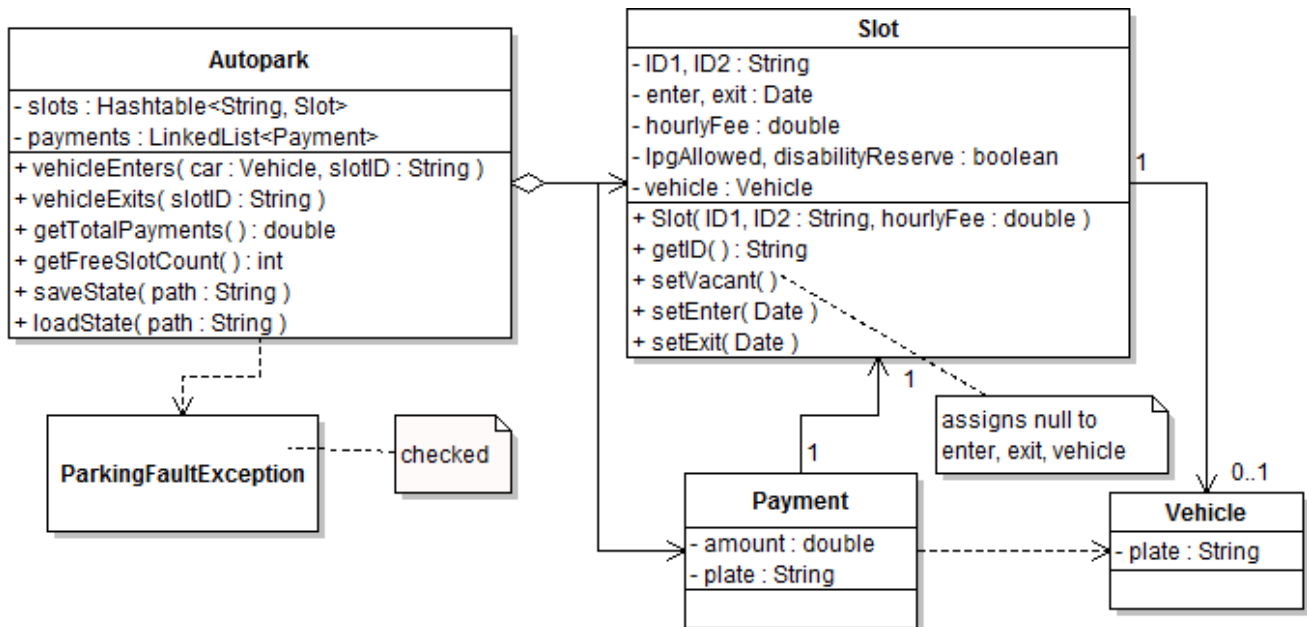 Autopark
- slots : Hashtable<String, Slot>
- payments : LinkedList<Payment>
+ vehicleEnters( car : Vehicle, slotID : String )
+ vehicleExits( slotID : String )
+ getTotalPayments( ) : double
+ getFreeSlotCount( ) : int
+ saveState( path : String )
+ loadState( path : String )
Slot
- ID1, ID2 : String
- enter, exit : Date
- hourlyFee : double
- lpgAllowed, disabilityReserve : boolean
- vehicle : Vehicle
+ Slot( ID1, ID2 : String, hourlyFee : double )
+ getID( ) : String
+ setVacant( )
+ setEnter( Date )
+ setExit( Date )
1
1
assigns null to
enter, exit, vehicle
ParkingFaultException
checked
1
0..1
Payment
- amount : double
- plate : String
Vehicle
- plate : String